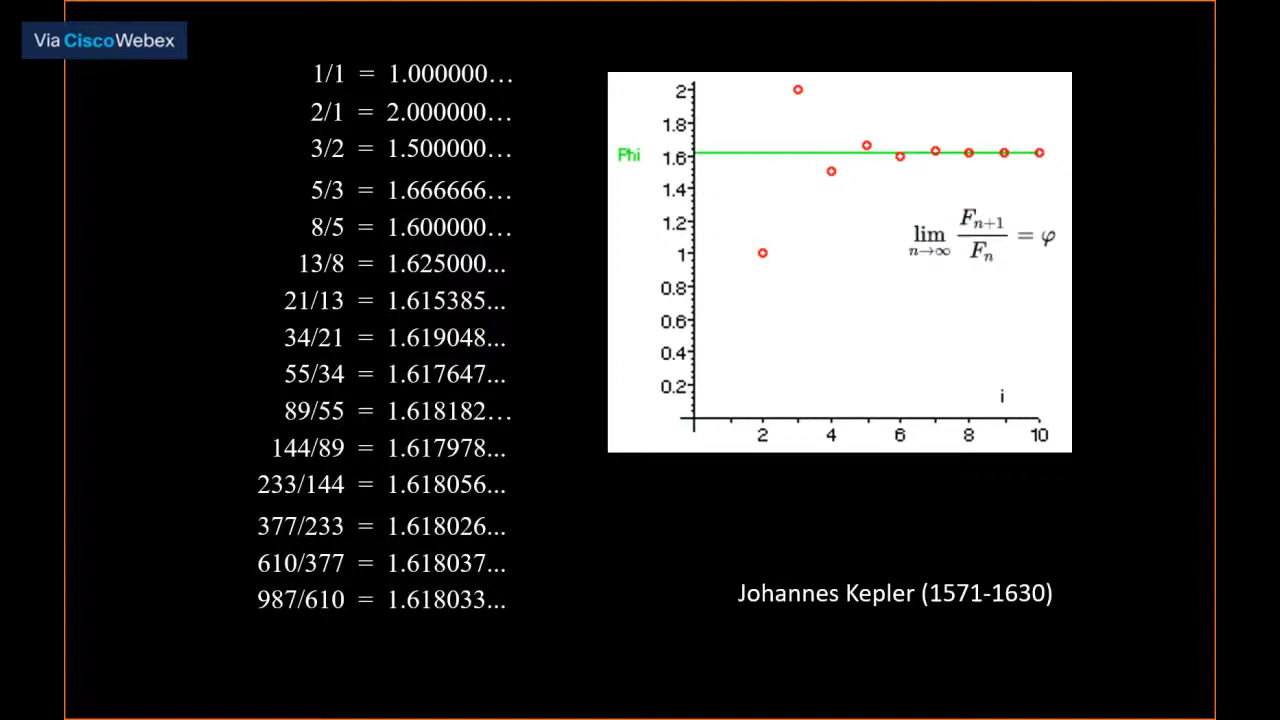 Via Cisco Webex
1/1 = 1.000000…
2/1 = 2.000000…
3/2 = 1.500000…
5/3 = 1.666666…
8/5 = 1.600000…
13/8 = 1.625000...
21/13 = 1.615385...
34/21 = 1.619048...
55/34 = 1.617647...
89/55 = 1.618182…
144/89 = 1.617978...
233/144 = 1.618056...
377/233 = 1.618026...
610/377 = 1.618037...
987/610 = 1.618033...
2
1.8
Phi
1.6
1.4
1.2
1
0.8
0.6
0.4
0.2
lim n→∞ F_{n+1}/F_n = φ
i
2 4 6 8 10
Johannes Kepler (1571-1630)